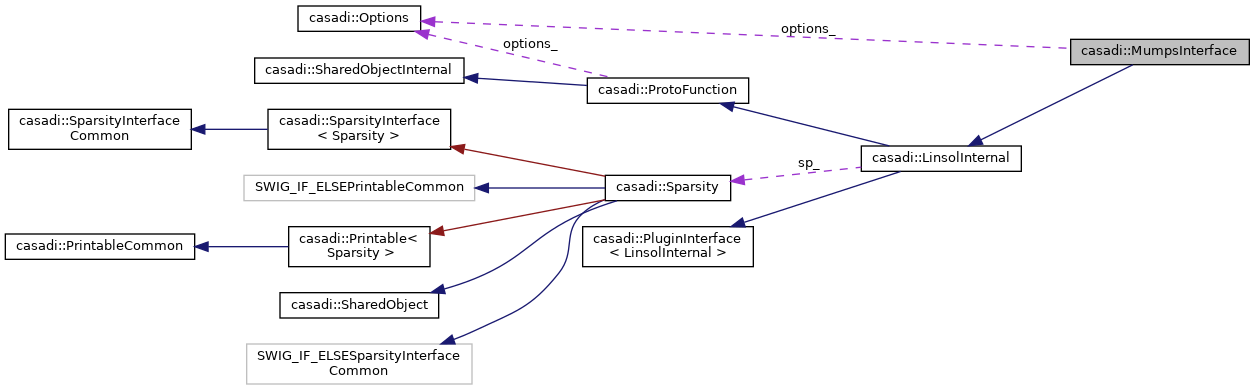 casadi::Options
options_
casadi::MumpsInterface
options_
casadi::SharedObjectInternal
casadi::ProtoFunction
casadi::SparsityInterface
Common
casadi::SparsityInterface
< Sparsity >
casadi::LinsolInternal
sp_
SWIG_IF_ELSEPrintableCommon
casadi::Sparsity
casadi::PrintableCommon
casadi::Printable<
Sparsity >
casadi::PluginInterface
< LinsolInternal >
casadi::SharedObject
SWIG_IF_ELSESparsityInterface
Common